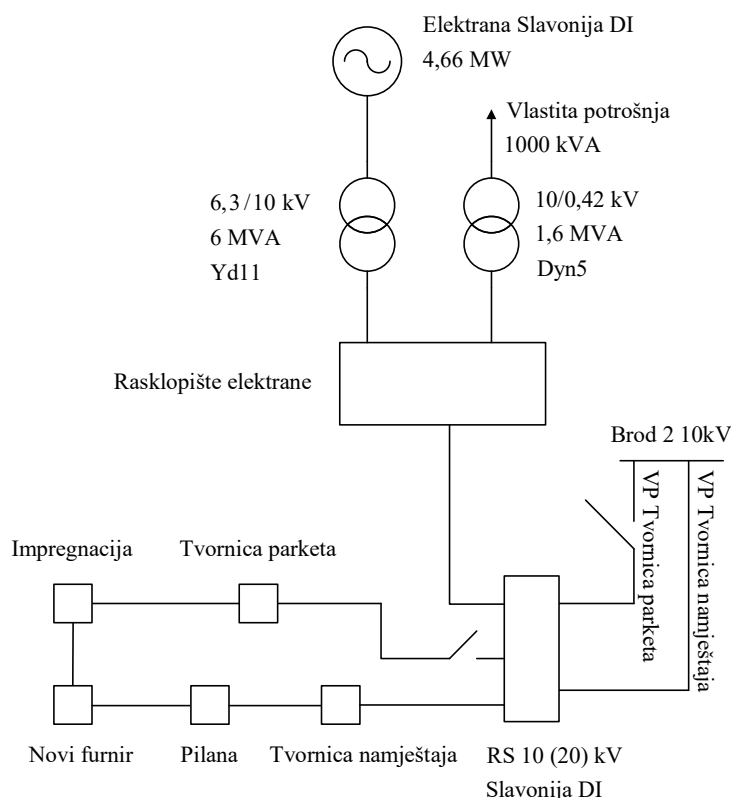 Elektrana Slavonija DI
4,66 MW
Vlastita potrošnja
1000 kVA
6,3/10 kV
6 MVA
Yd11
10/0,42 kV
1,6 MVA
Dyn5
Rasklopište elektrane
Brod 2 10kV
VP Tvornica parketa
VP Tvornica namještaja
Impregnacija
Tvornica parketa
Novi furnir
Pilana
Tvornica namještaja
RS 10 (20) kV
Slavonija DI